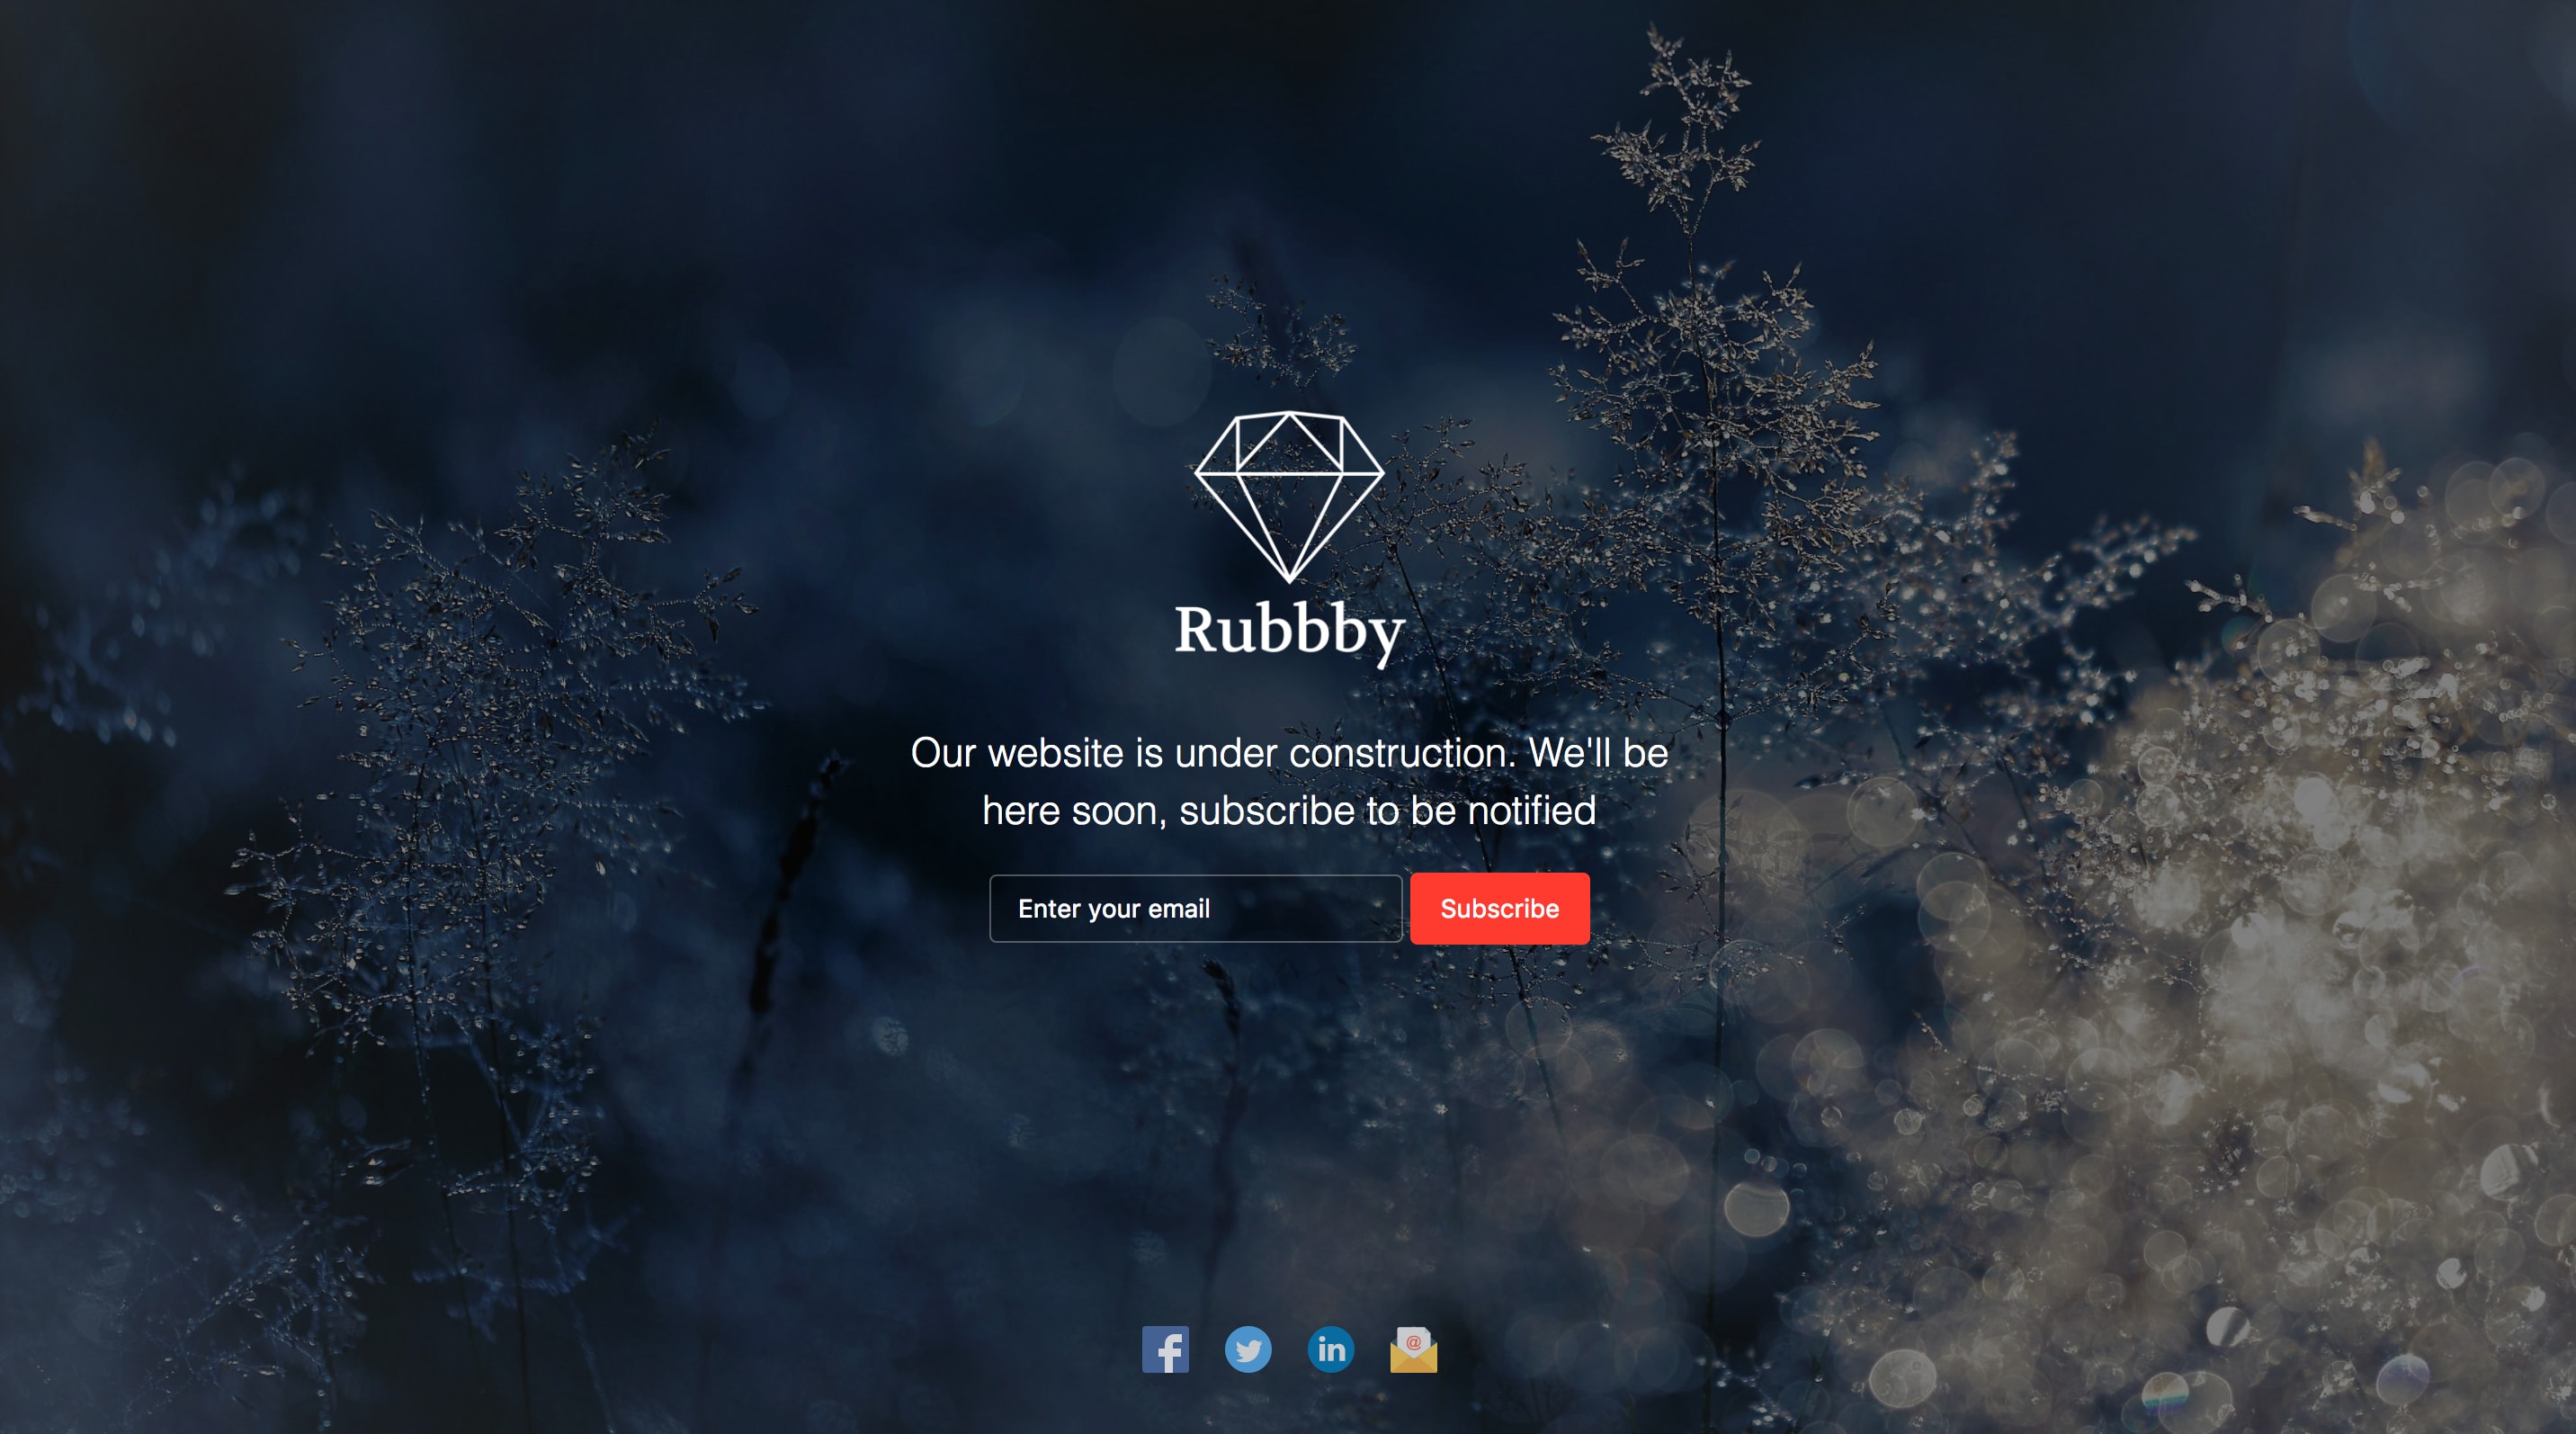 Rubbby
Our website is under construction. We'll be
here soon, subscribe to be notified
Enter your email
Subscribe
f
in
@